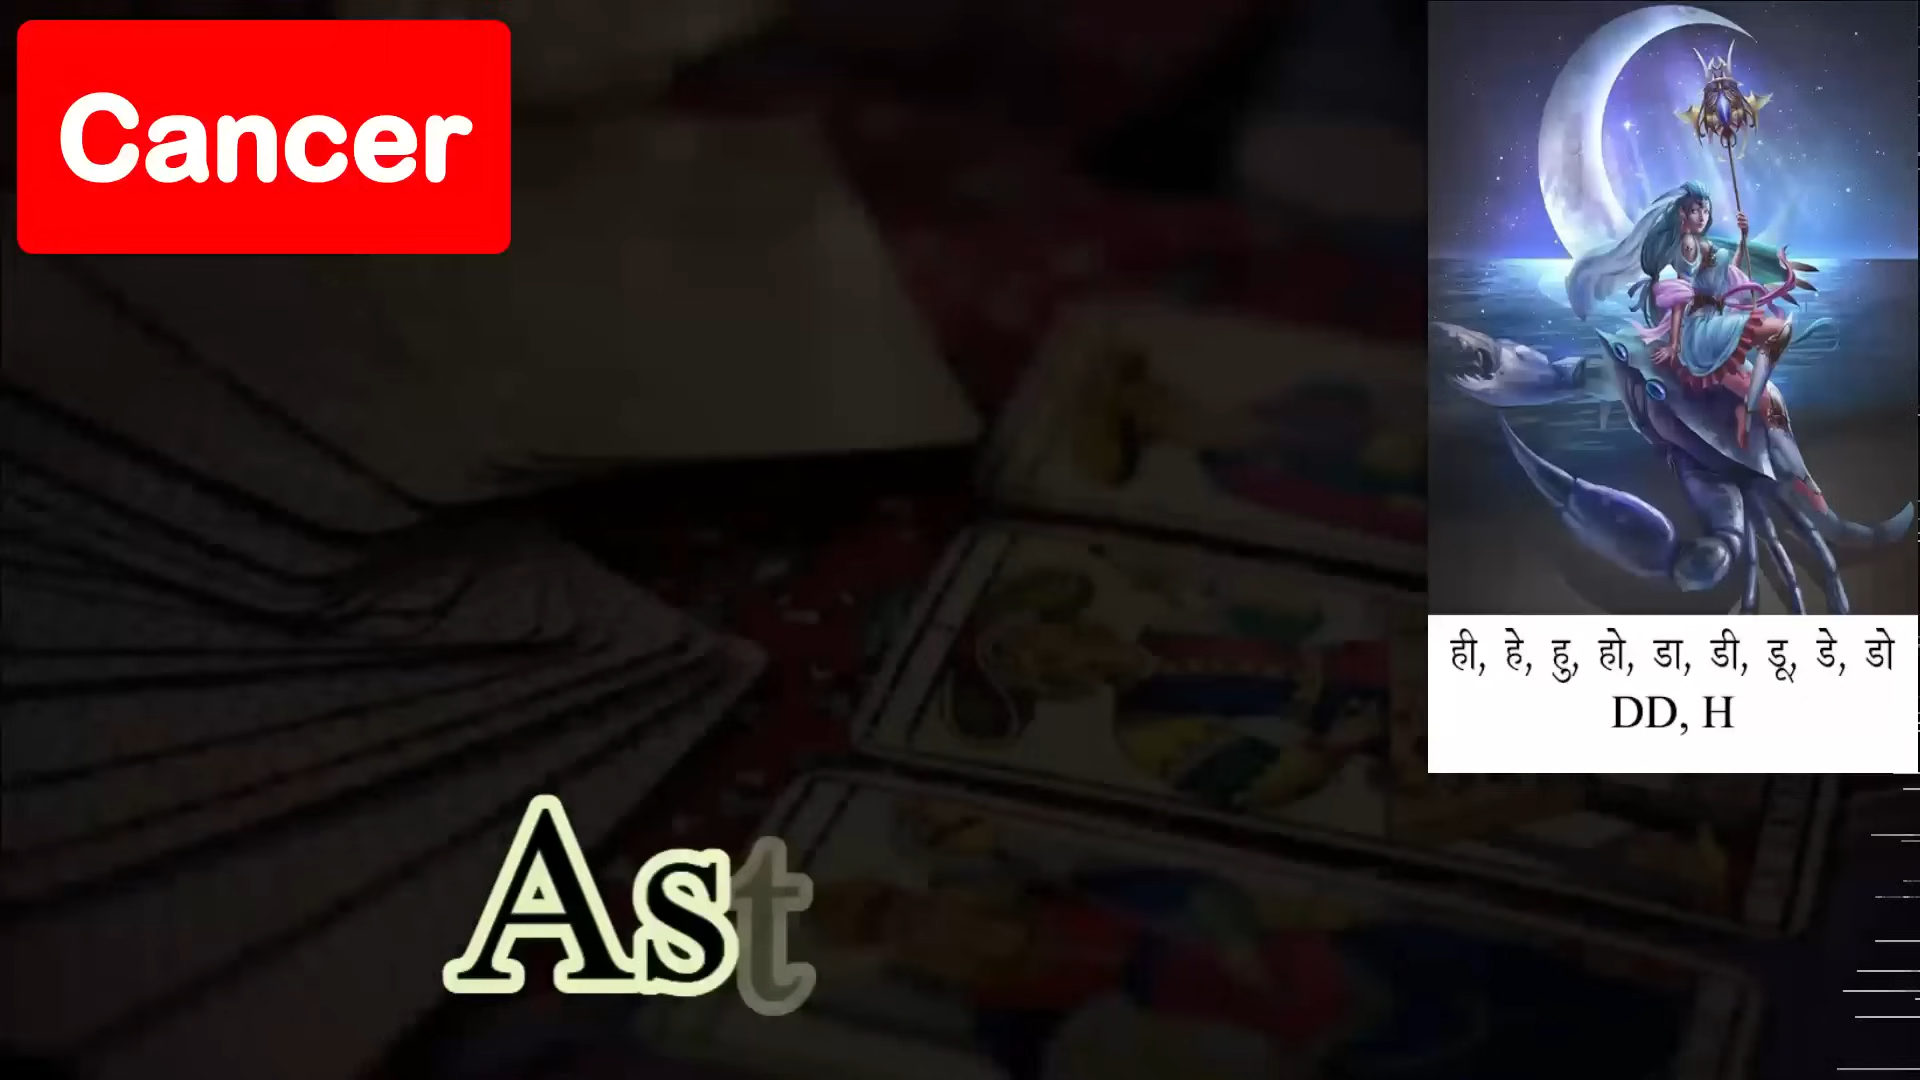 Cancer
ही, हे, हु, हो, डा, डी, डू, डे, डो
DD, H
Ast